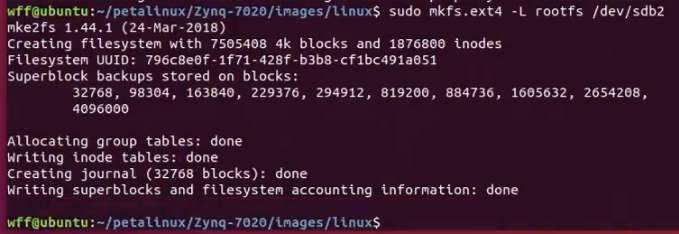 wff@ubuntu:~/petalinux/Zynq-7020/images/linux$ sudo mkfs.ext4 -L rootfs /dev/sdb2
mke2fs 1.44.1 (24-Mar-2018)
Creating filesystem with 7505408 4k blocks and 1876800 inodes
Filesystem UUID: 796c8e0f-1f71-428f-b3b8-cf1bc491a051
Superblock backups stored on blocks:
32768, 98304, 163840, 229376, 294912, 819200, 884736, 1605632, 2654208,
4096000
Allocating group tables: done
Writing inode tables: done
Creating journal (32768 blocks): done
Writing superblocks and filesystem accounting information: done
wff@ubuntu:~/petalinux/Zynq-7020/images/linux$